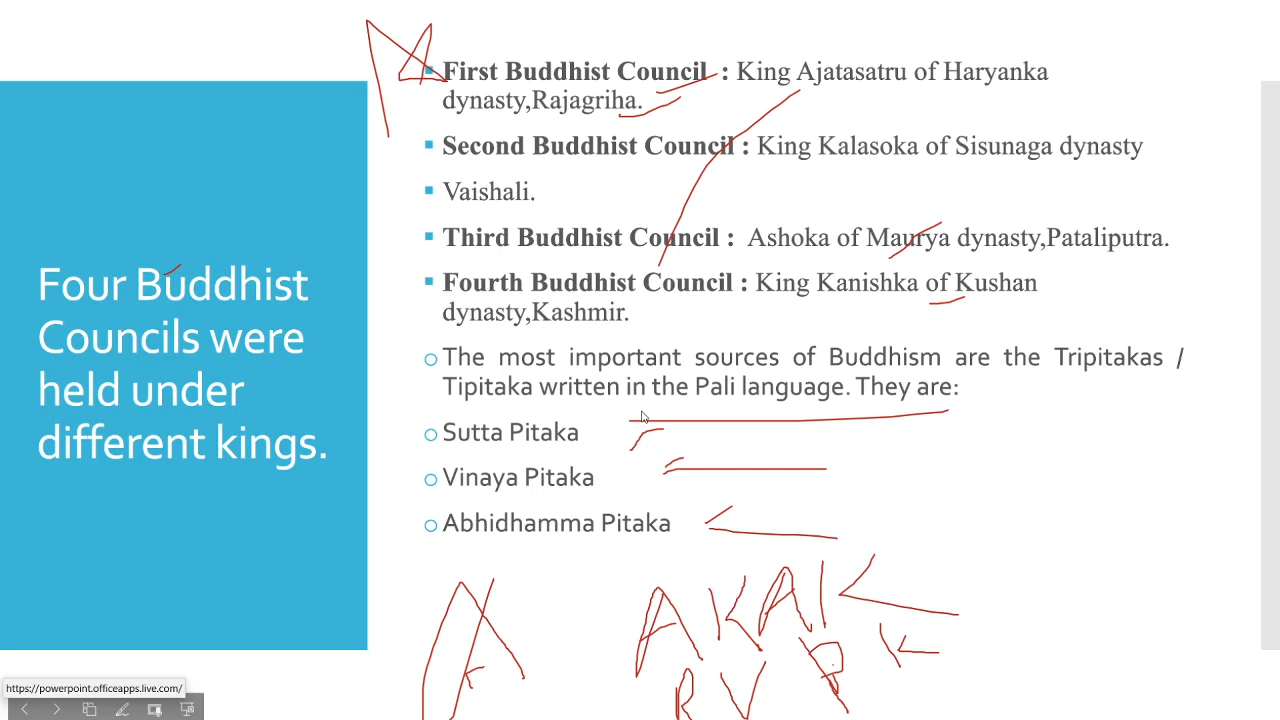 First Buddhist Council : King Ajatasatru of Haryanka
dynasty,Rajagriha.
Second Buddhist Council : King Kalasoka of Sisunaga dynasty
Vaishali.
Third Buddhist Council : Ashoka of Maurya dynasty,Pataliputra.
Fourth Buddhist Council : King Kanishka of Kushan
dynasty,Kashmir.
The most important sources of Buddhism are the Tripitakas /
Tipitaka written in the Pali language. They are:
Sutta Pitaka
Vinaya Pitaka
Abhidhamma Pitaka
Four Buddhist
Councils were
held under
different kings.
A AKAK
R V P K
https://powerpoint.officeapps.live.com/